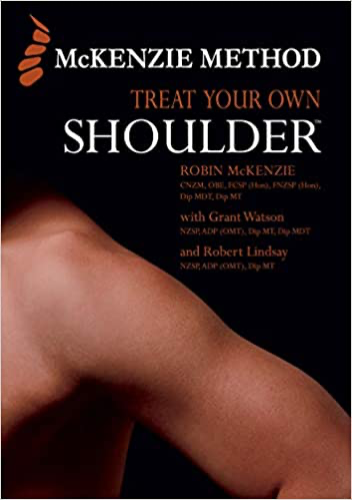 McKENZIE METHOD
TREAT YOUR OWN
SHOULDER™
ROBIN McKENZIE
CNZM, OBE, FCSP (Hon), FNZSP (Hon),
Dip MDT, Dip MT
with Grant Watson
NZSP, ADP (OMT), Dip MT, Dip MDT
and Robert Lindsay
NZSP, ADP (OMT), Dip MT